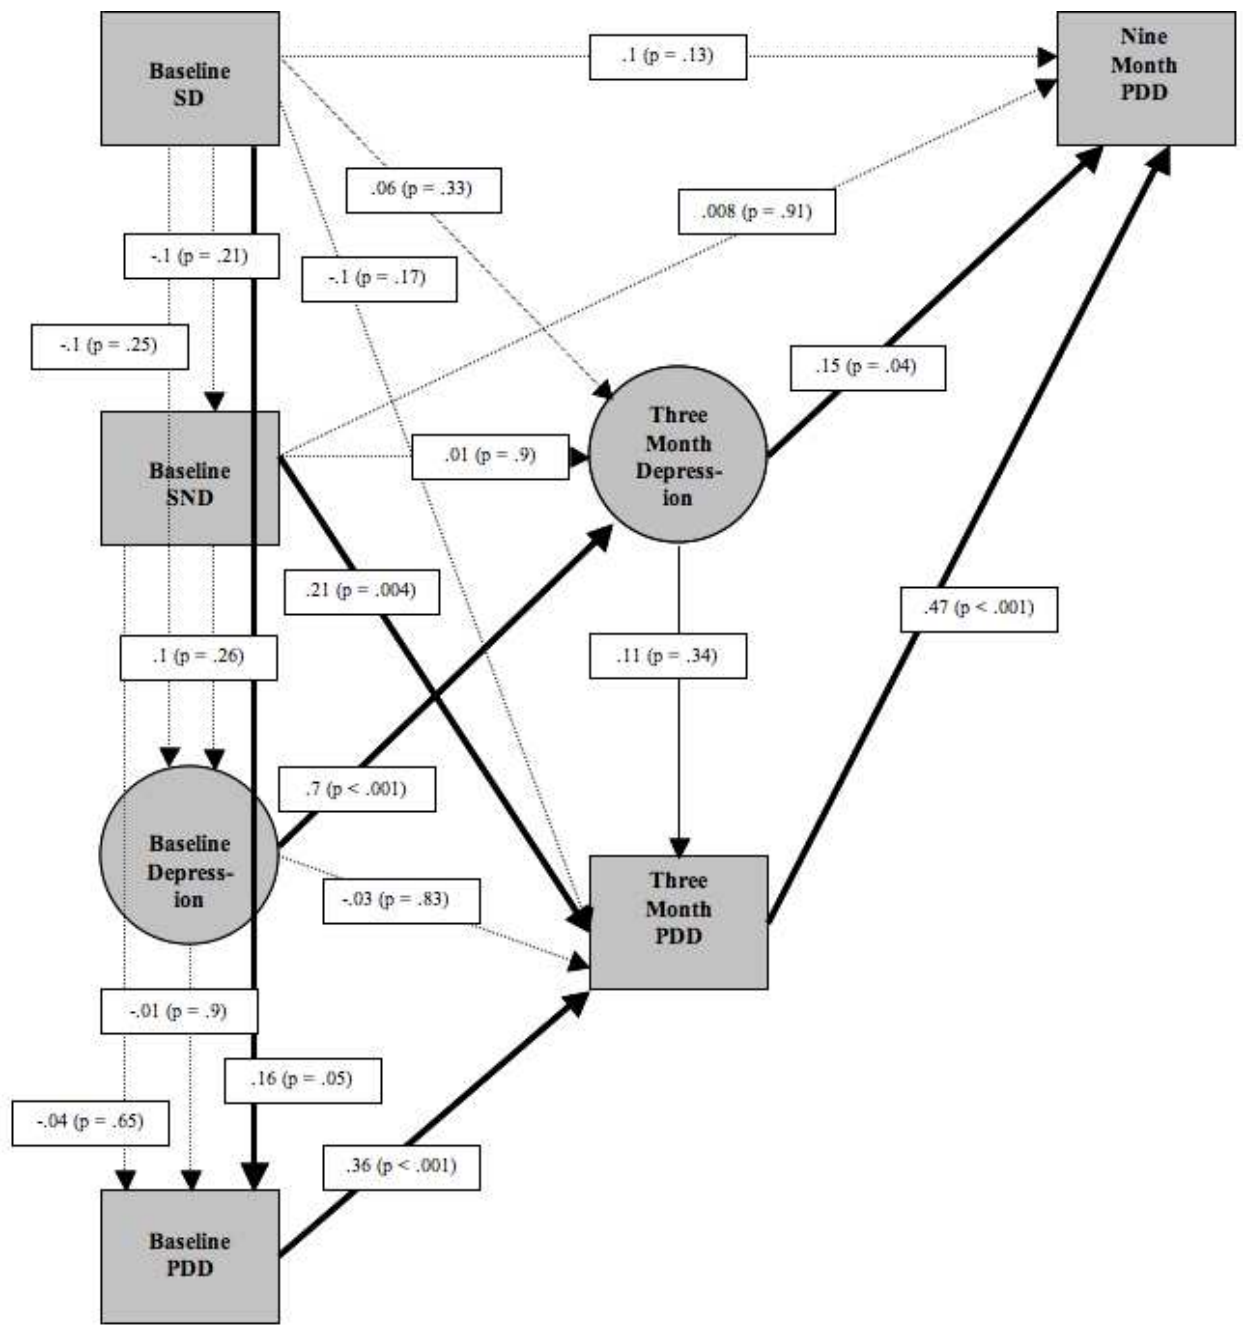 Baseline
SD
Nine
Month
PDD
.1 (p = .13)
.06 (p = .33)
.008 (p = .91)
-.1 (p = .21)
-.1 (p = .17)
-.1 (p = .25)
.15 (p = .04)
Baseline
SND
.01 (p = .9)
Three
Month
Depress-
ion
.21 (p = .004)
.47 (p < .001)
.1 (p = .26)
.11 (p = .34)
.7 (p < .001)
Baseline
Depress-
ion
-.03 (p = .83)
Three
Month
PDD
-.01 (p = .9)
.16 (p = .05)
-.04 (p = .65)
.36 (p < .001)
Baseline
PDD